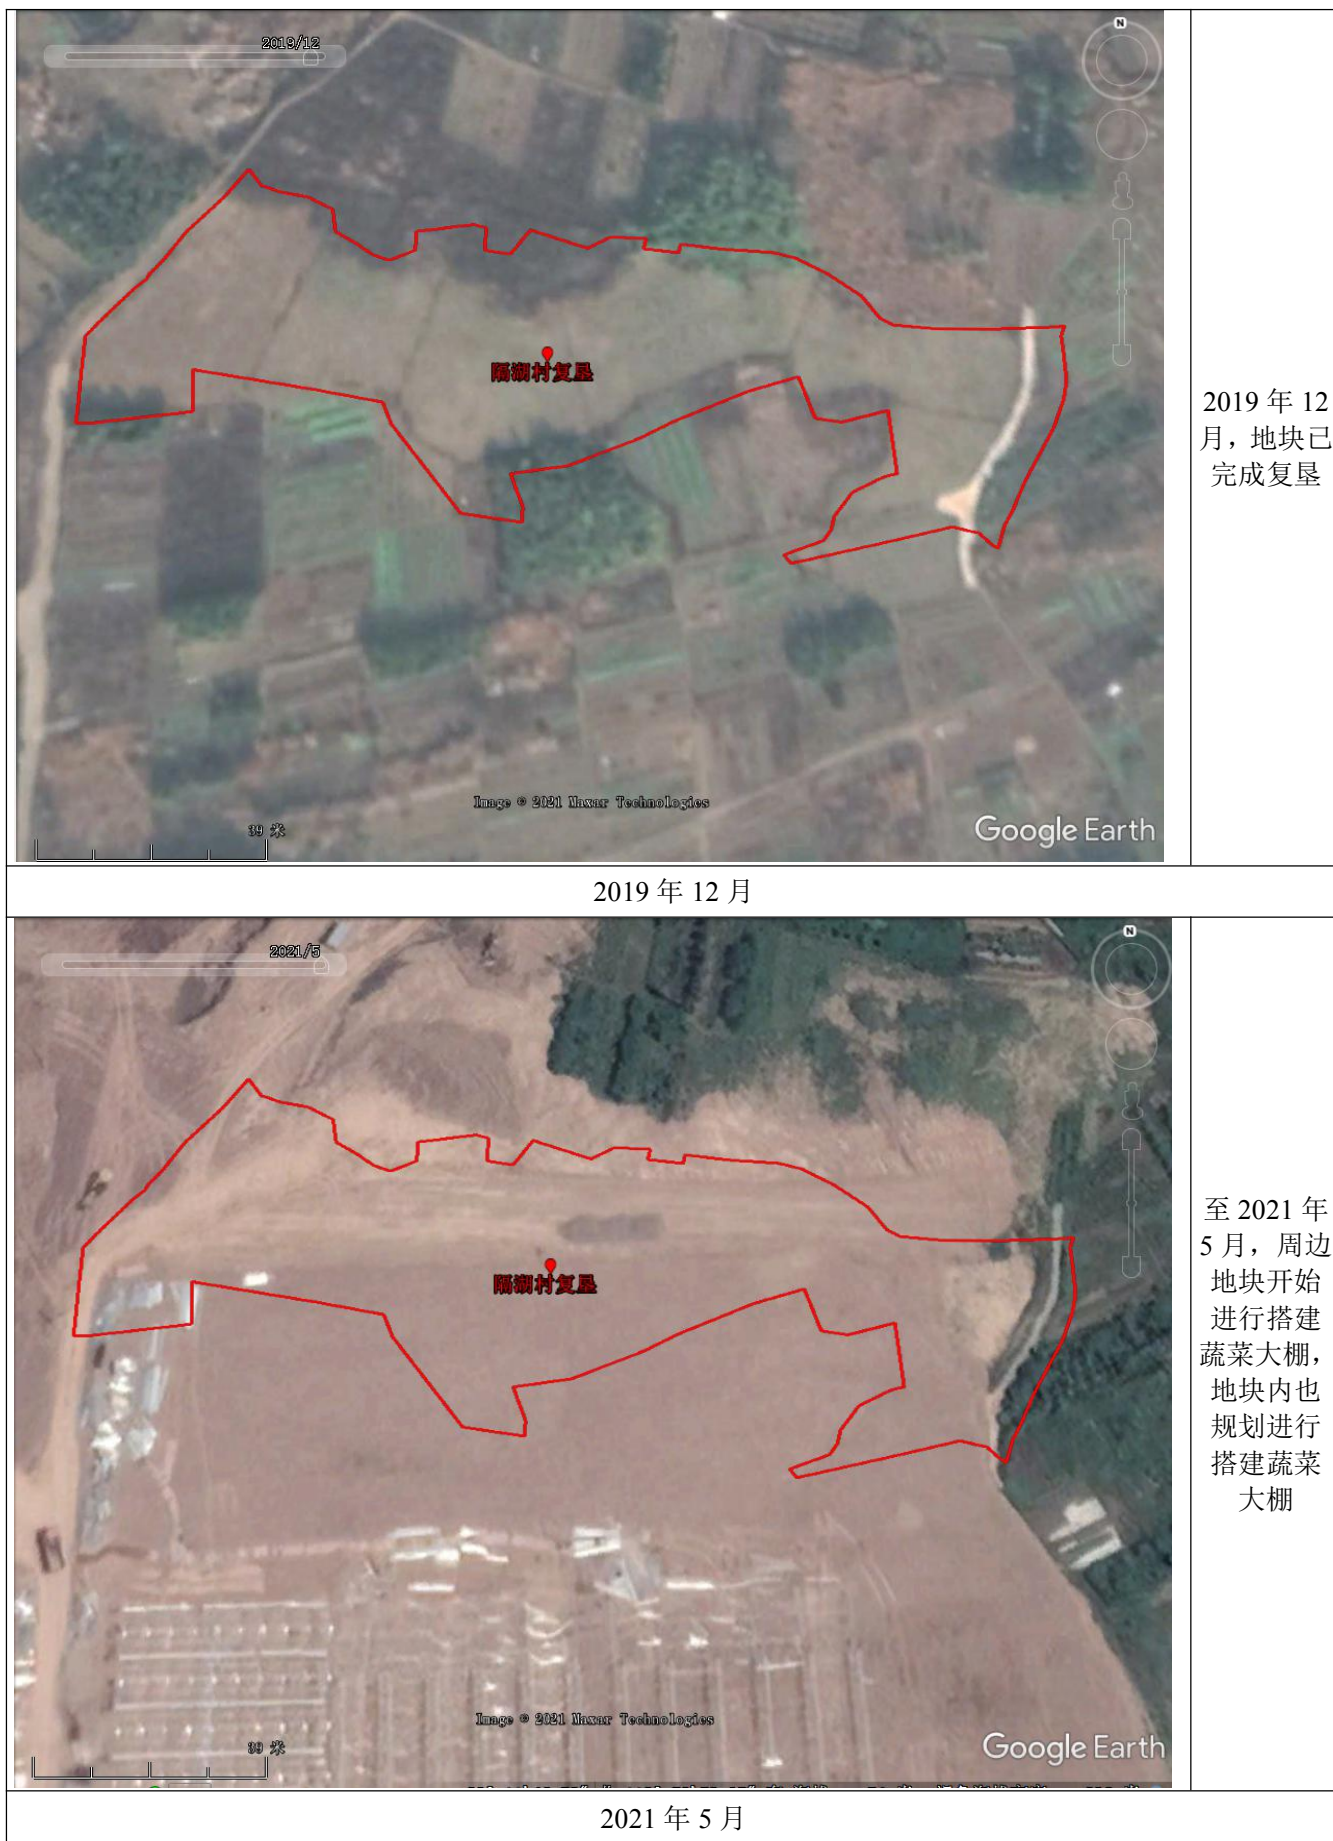 2019/12
N
隔湖村复垦
Image © 2021 Maxar Technologies
39 米
Google Earth
2019 年 12
月，地块已
完成复垦
2019 年 12 月
2021/5
N
隔湖村复垦
Image © 2021 Maxar Technologies
39 米
Google Earth
至 2021 年
5 月，周边
地块开始
进行搭建
蔬菜大棚，
地块内也
规划进行
搭建蔬菜
大棚
2021 年 5 月